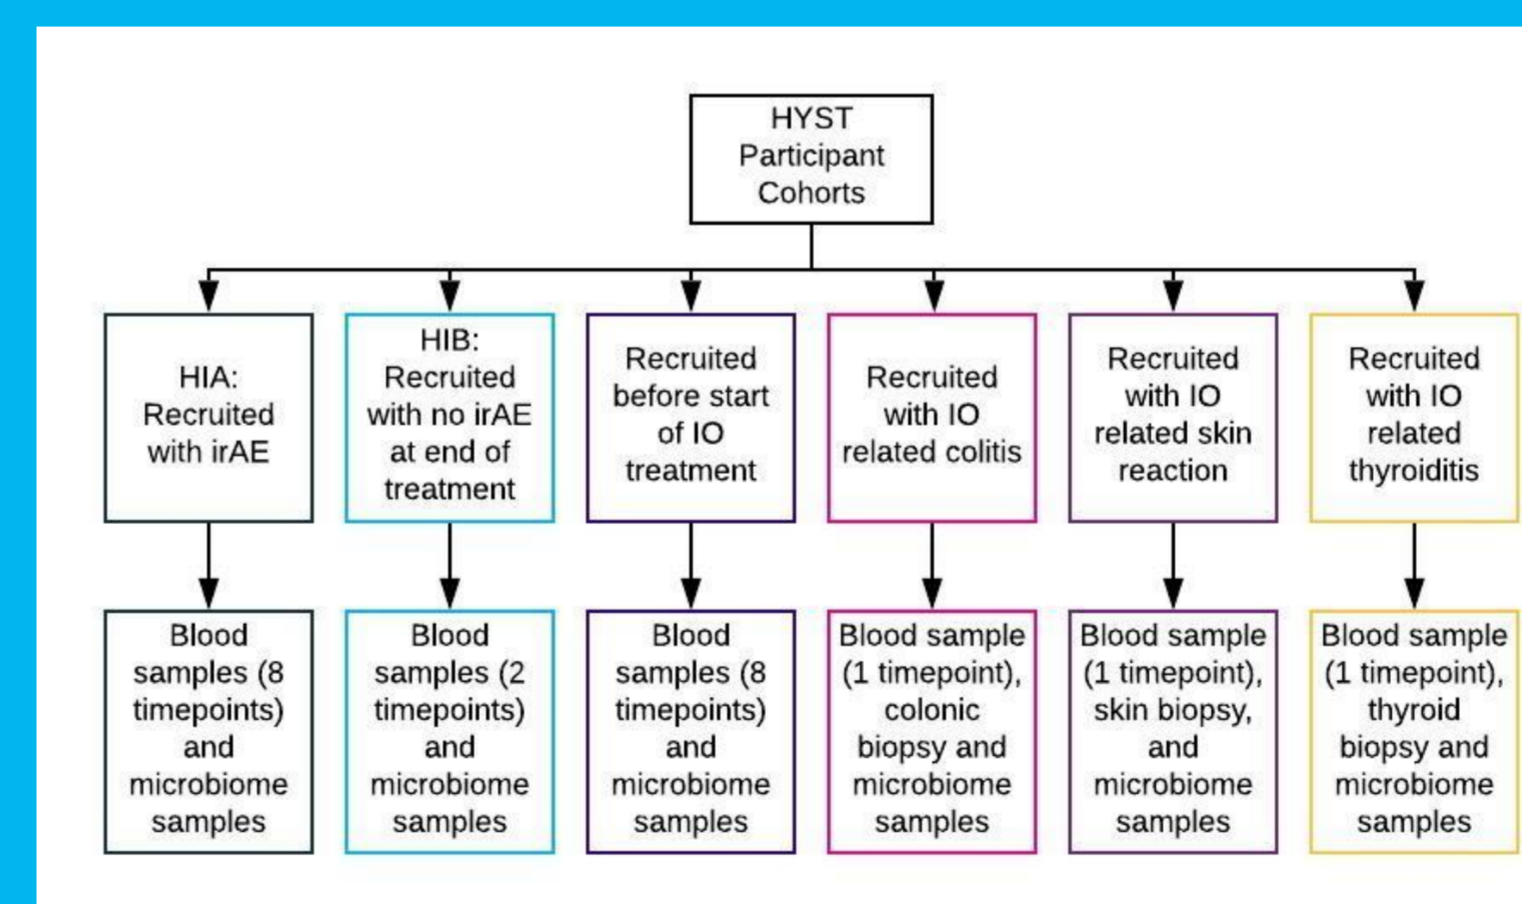 HYST
Participant
Cohorts
HIA:
Recruited
with irAE
HIB:
Recruited
with no irAE
at end of
treatment
Recruited
before start
of IO
treatment
Recruited
with IO
related colitis
Recruited
with IO
related skin
reaction
Recruited
with IO
related
thyroiditis
Blood
samples (8
timepoints)
and
microbiome
samples
Blood
samples (2
timepoints)
and
microbiome
samples
Blood
samples (8
timepoints)
and
microbiome
samples
Blood sample
(1 timepoint),
colonic
biopsy and
microbiome
samples
Blood sample
(1 timepoint),
skin biopsy,
and
microbiome
samples
Blood sample
(1 timepoint),
thyroid
biopsy and
microbiome
samples